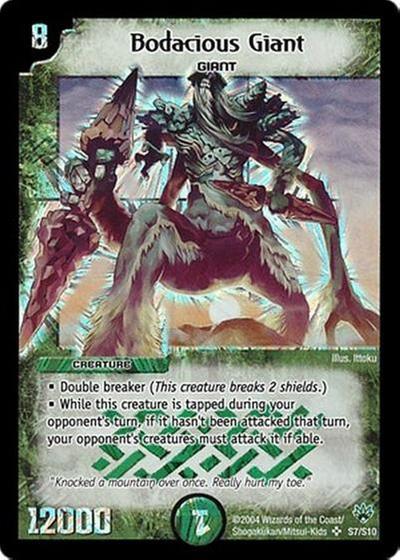 8
Bodacious Giant
GIANT
Illus. Ittoku
CREATURE
▪ Double breaker (This creature breaks 2 shields.)
▪ While this creature is tapped during your
opponent's turn, if it hasn't been attacked that turn,
your opponent's creatures must attack it if able.
"Knocked a mountain over once. Really hurt my toe."
12000
©2004 Wizards of the Coast/
Shogakukan/Mitsui-Kids S7/S10